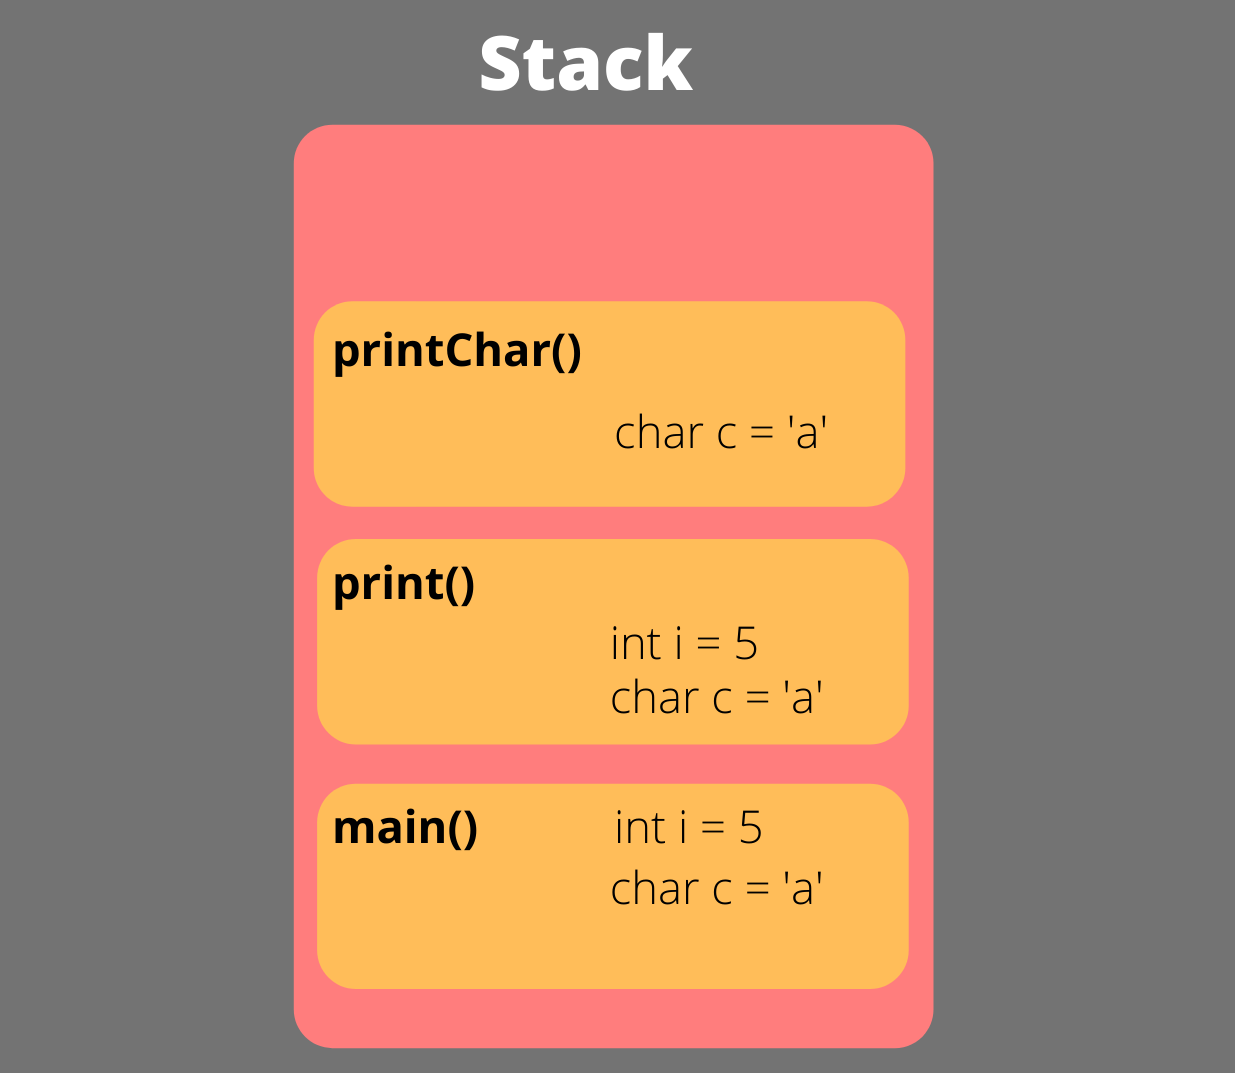 Stack
printChar()
char c = 'a'
print()
int i = 5
char c = 'a'
main() int i = 5
char c = 'a'